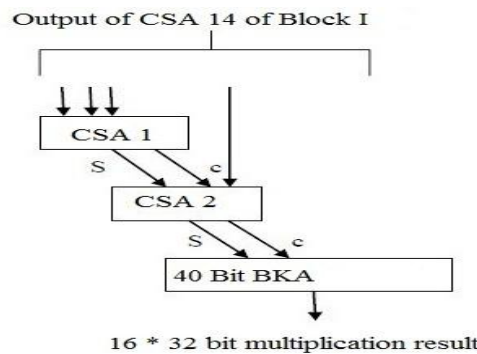 Output of CSA 14 of Block I
CSA 1
S c
CSA 2
S c
40 Bit BKA
16 * 32 bit multiplication result